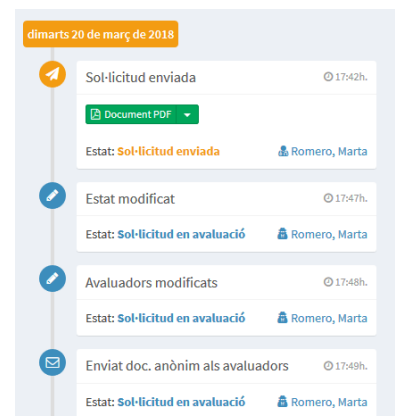 dimarts 20 de març de 2018
Sol·licitud enviada 17:42h.
Document PDF
Estat: Sol·licitud enviada Romero, Marta
Estat modificat 17:47h.
Estat: Sol·licitud en avaluació Romero, Marta
Avaluadors modificats 17:48h.
Estat: Sol·licitud en avaluació Romero, Marta
Enviat doc. anònim als avaluadors 17:49h.
Estat: Sol·licitud en avaluació Romero, Marta